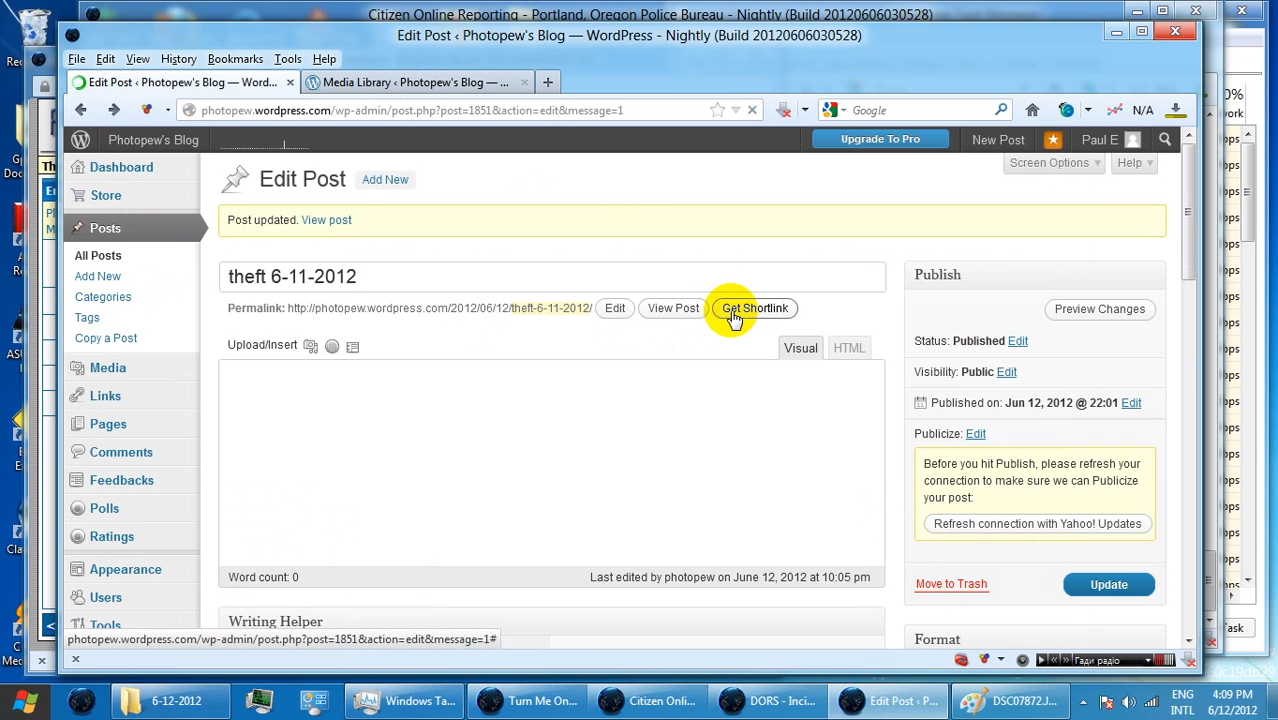 Citizen Online Reporting - Portland, Oregon Police Bureau - Nightly (Build 20120606030528)
Edit Post ‹ Photopew's Blog — WordPress - Nightly (Build 20120606030528)
File Edit View History Bookmarks Tools Help
Edit Post ‹ Photopew's Blog — Word... Media Library ‹ Photopew's Blog — ...
photopew.wordpress.com/wp-admin/post.php?post=1851&action=edit&message=1 Google N/A
Photopew's Blog Upgrade To Pro New Post Paul E
Screen Options Help
Dashboard
Store
Posts
All Posts
Add New
Categories
Tags
Copy a Post
Media
Links
Pages
Comments
Feedbacks
Polls
Ratings
Appearance
Users
Tools
Edit Post Add New
Post updated. View post
theft 6-11-2012
Permalink: http://photopew.wordpress.com/2012/06/12/theft-6-11-2012/ Edit View Post Get Shortlink
Upload/Insert Visual HTML
Word count: 0 Last edited by photopew on June 12, 2012 at 10:05 pm
Writing Helper
Publish
Preview Changes
Status: Published Edit
Visibility: Public Edit
Published on: Jun 12, 2012 @ 22:01 Edit
Publicize: Edit
Before you hit Publish, please refresh your
connection to make sure we can Publicize
your post:
Refresh connection with Yahoo! Updates
Move to Trash Update
Format
photopew.wordpress.com/wp-admin/post.php?post=1851&action=edit&message=1#
Гади радіо
6-12-2012 Windows Ta... Turn Me On... Citizen Onli... DORS - Inci... Edit Post ‹ P... DSC07872.J...
ENG
INTL
4:09 PM
6/12/2012